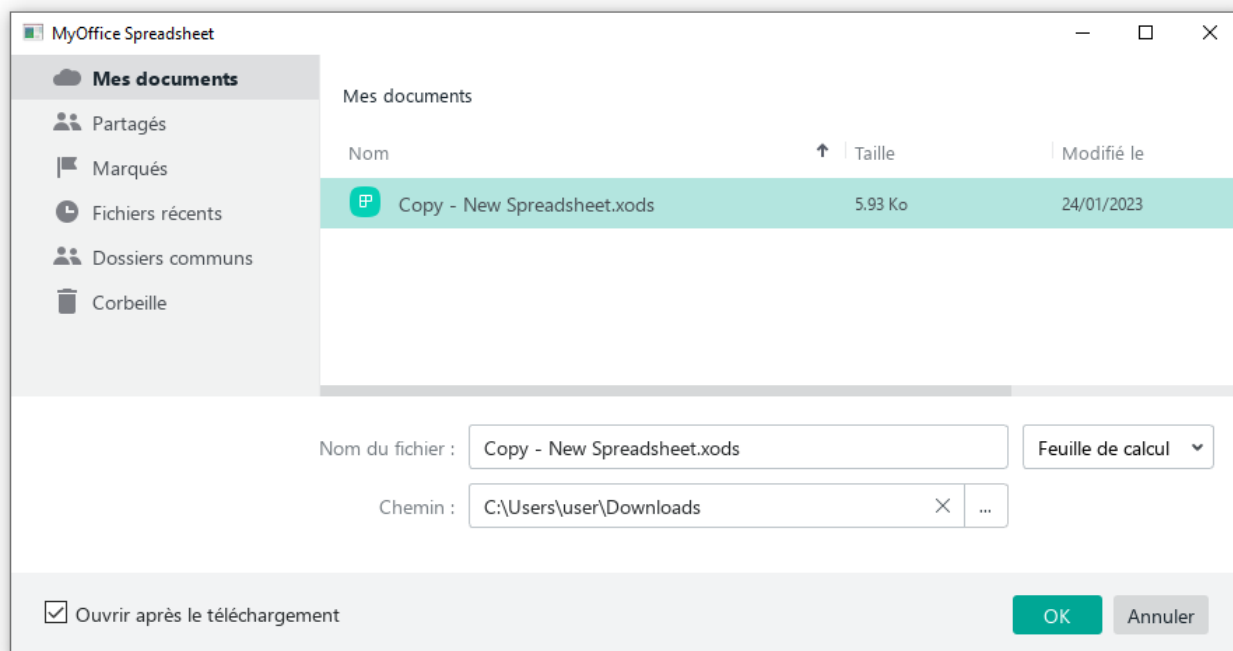 MyOffice Spreadsheet
Mes documents
Partagés
Marqués
Fichiers récents
Dossiers communs
Corbeille
Mes documents
Nom Taille Modifié le
Copy - New Spreadsheet.xods 5.93 Ko 24/01/2023
Nom du fichier : Copy - New Spreadsheet.xods Feuille de calcul
Chemin : C:\Users\user\Downloads ...
Ouvrir après le téléchargement OK Annuler